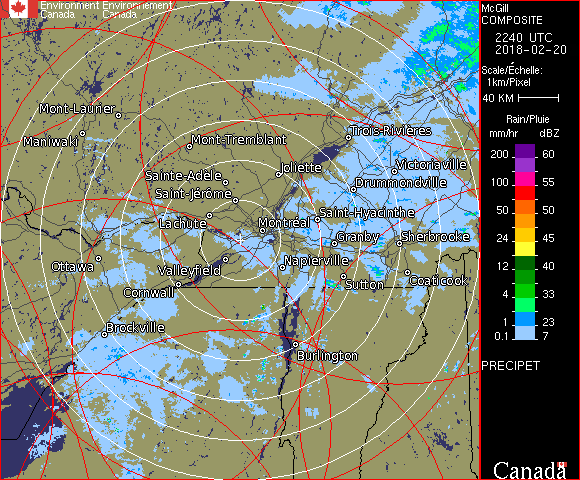 Environment Environnement
Canada Canada
McGill
COMPOSITE
2240 UTC
2018-02-20
Scale/Échelle:
1km/Pixel
40 KM
Rain/Pluie
mm/hr dBZ
200 60
100 55
50 50
24 45
12 40
4 33
1 23
0.1 7
PRECIPET
Mont-Laurier
Maniwaki
Mont-Tremblant
Trois-Rivières
Sainte-Adèle
Joliette
Victoriaville
Saint-Jérôme
Drummondville
Lachute
Montréal
Saint-Hyacinthe
Granby
Sherbrooke
Ottawa
Valleyfield
Napierville
Cornwall
Sutton
Coaticook
Brockville
Burlington
Canada